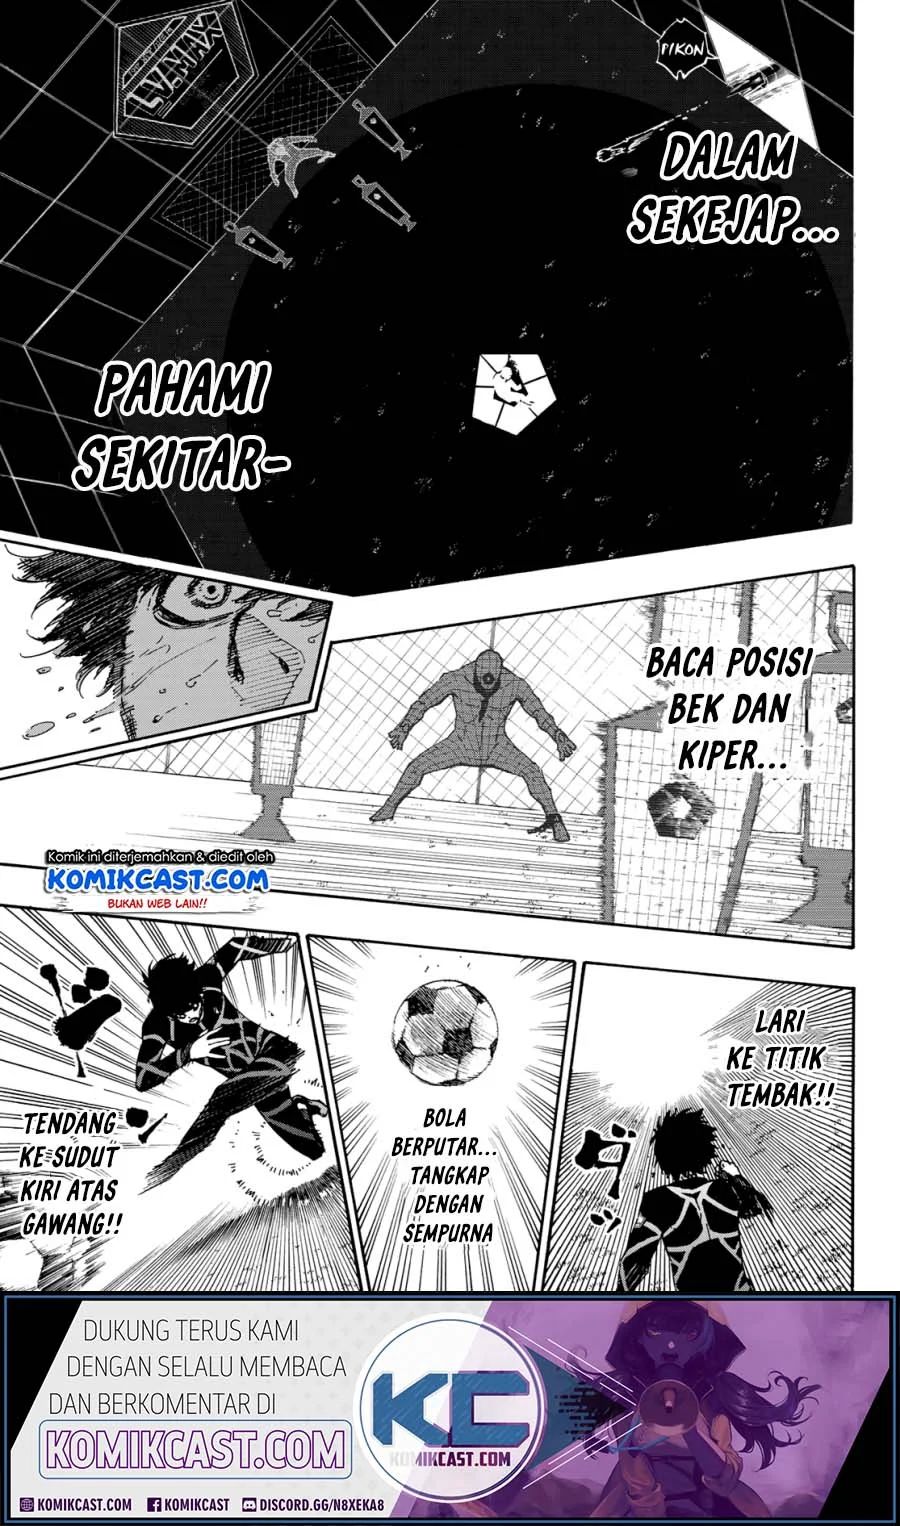 PIKON
LV.MAX
DALAM
SEKEJAP...
PAHAMI
SEKITAR-
BACA POSISI
BEK DAN
KIPER...
Komik ini diterjemahkan & diedit oleh
KOMIKCAST.COM
BUKAN WEB LAIN!!
LARI
KE TITIK
TEMBAK!!
BOLA
BERPUTAR...
TANGKAP
DENGAN
SEMPURNA
TENDANG
KE SUDUT
KIRI ATAS
GAWANG!!
DUKUNG TERUS KAMI
DENGAN SELALU MEMBACA
DAN BERKOMENTAR DI
KOMIKCAST.COM
KC
KOMIKCAST.COM
KOMIKCAST.COM
KOMIKCAST
DISCORD.GG/N8XEKA8